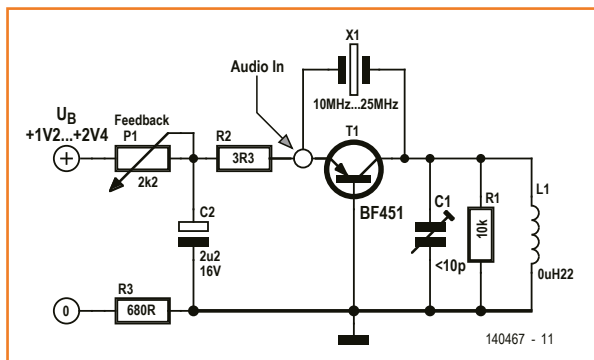 X1
Audio In
10MHz...25MHz
UB
+1V2...+2V4
Feedback
P1
R2
T1
+
3R3
2k2
BF451
C1
R1
L1
10k
C2
2u2
16V
<10p
0uH22
R3
0
680R
140467 - 11